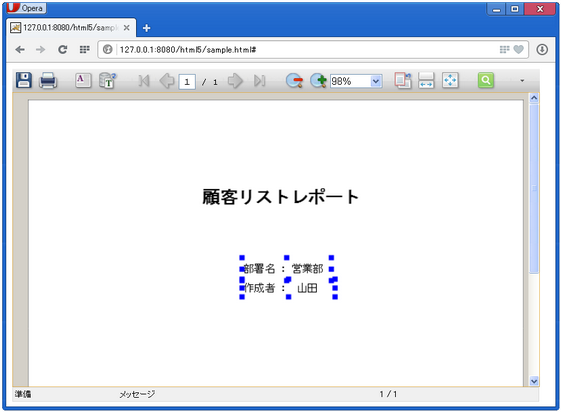 Opera
127.0.0.1:8080/html5/sampl
127.0.0.1:8080/html5/sample.html#
1 / 1
98%
顧客リストレポート
部署名 : 営業部
作成者 : 山田
準備 メッセージ 1 / 1